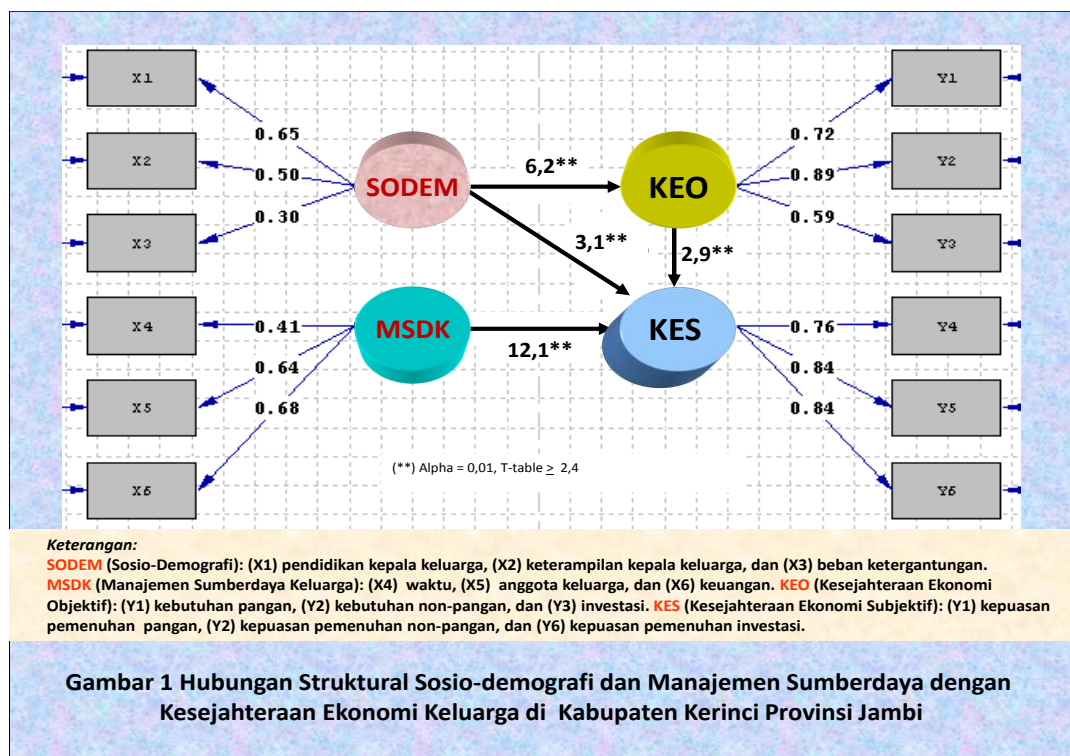 X1
Y1
0.65
0.72
X2
SODEM
6,2**
KEO
Y2
0.50
0.89
0.30
0.59
X3
3,1**
2,9**
Y3
X4
0.41
MSDK
KES
0.76
Y4
12,1**
0.64
0.84
X5
0.68
0.84
Y5
(**) Alpha = 0,01, T-table ≥ 2,4
X6
Y6
Keterangan:
SODEM (Sosio-Demografi): (X1) pendidikan kepala keluarga, (X2) keterampilan kepala keluarga, dan (X3) beban ketergantungan.
MSDK (Manajemen Sumberdaya Keluarga): (X4) waktu, (X5) anggota keluarga, dan (X6) keuangan. KEO (Kesejahteraan Ekonomi
Objektif): (Y1) kebutuhan pangan, (Y2) kebutuhan non-pangan, dan (Y3) investasi. KES (Kesejahteraan Ekonomi Subjektif): (Y1) kepuasan
pemenuhan pangan, (Y2) kepuasan pemenuhan non-pangan, dan (Y6) kepuasan pemenuhan investasi.
Gambar 1 Hubungan Struktural Sosio-demografi dan Manajemen Sumberdaya dengan
Kesejahteraan Ekonomi Keluarga di Kabupaten Kerinci Provinsi Jambi